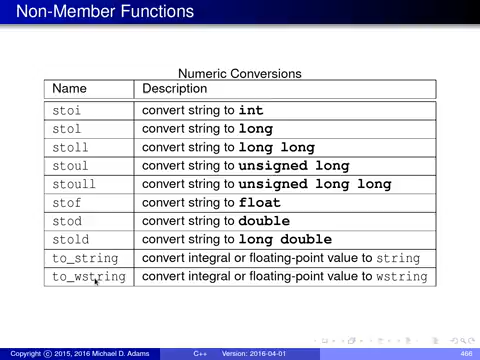 Non-Member Functions
Numeric Conversions
Name Description
stoi convert string to int
stol convert string to long
stoll convert string to long long
stoul convert string to unsigned long
stoull convert string to unsigned long long
stof convert string to float
stod convert string to double
stold convert string to long double
to_string convert integral or floating-point value to string
to_wstring convert integral or floating-point value to wstring
Copyright © 2015, 2016 Michael D. Adams C++ Version: 2016-04-01 466